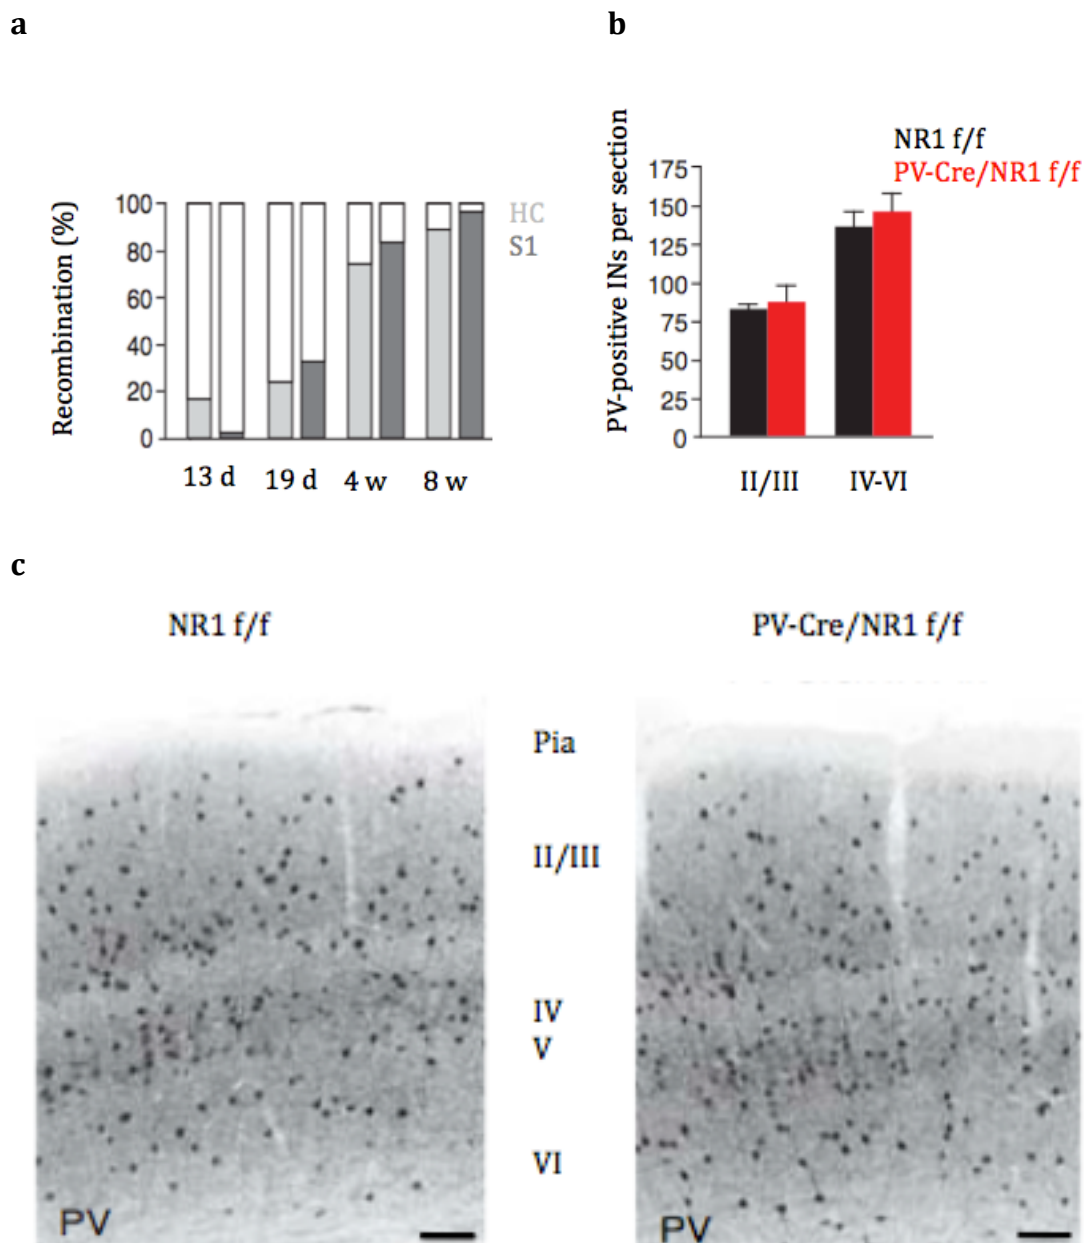 a
b
Recombination (%)
100
80
60
40
20
0
HC
S1
13 d
19 d
4 w
8 w
PV-positive INs per section
175
150
125
100
75
50
25
0
NR1 f/f
PV-Cre/NR1 f/f
II/III
IV-VI
c
NR1 f/f
PV-Cre/NR1 f/f
Pia
II/III
IV
V
VI
PV
PV